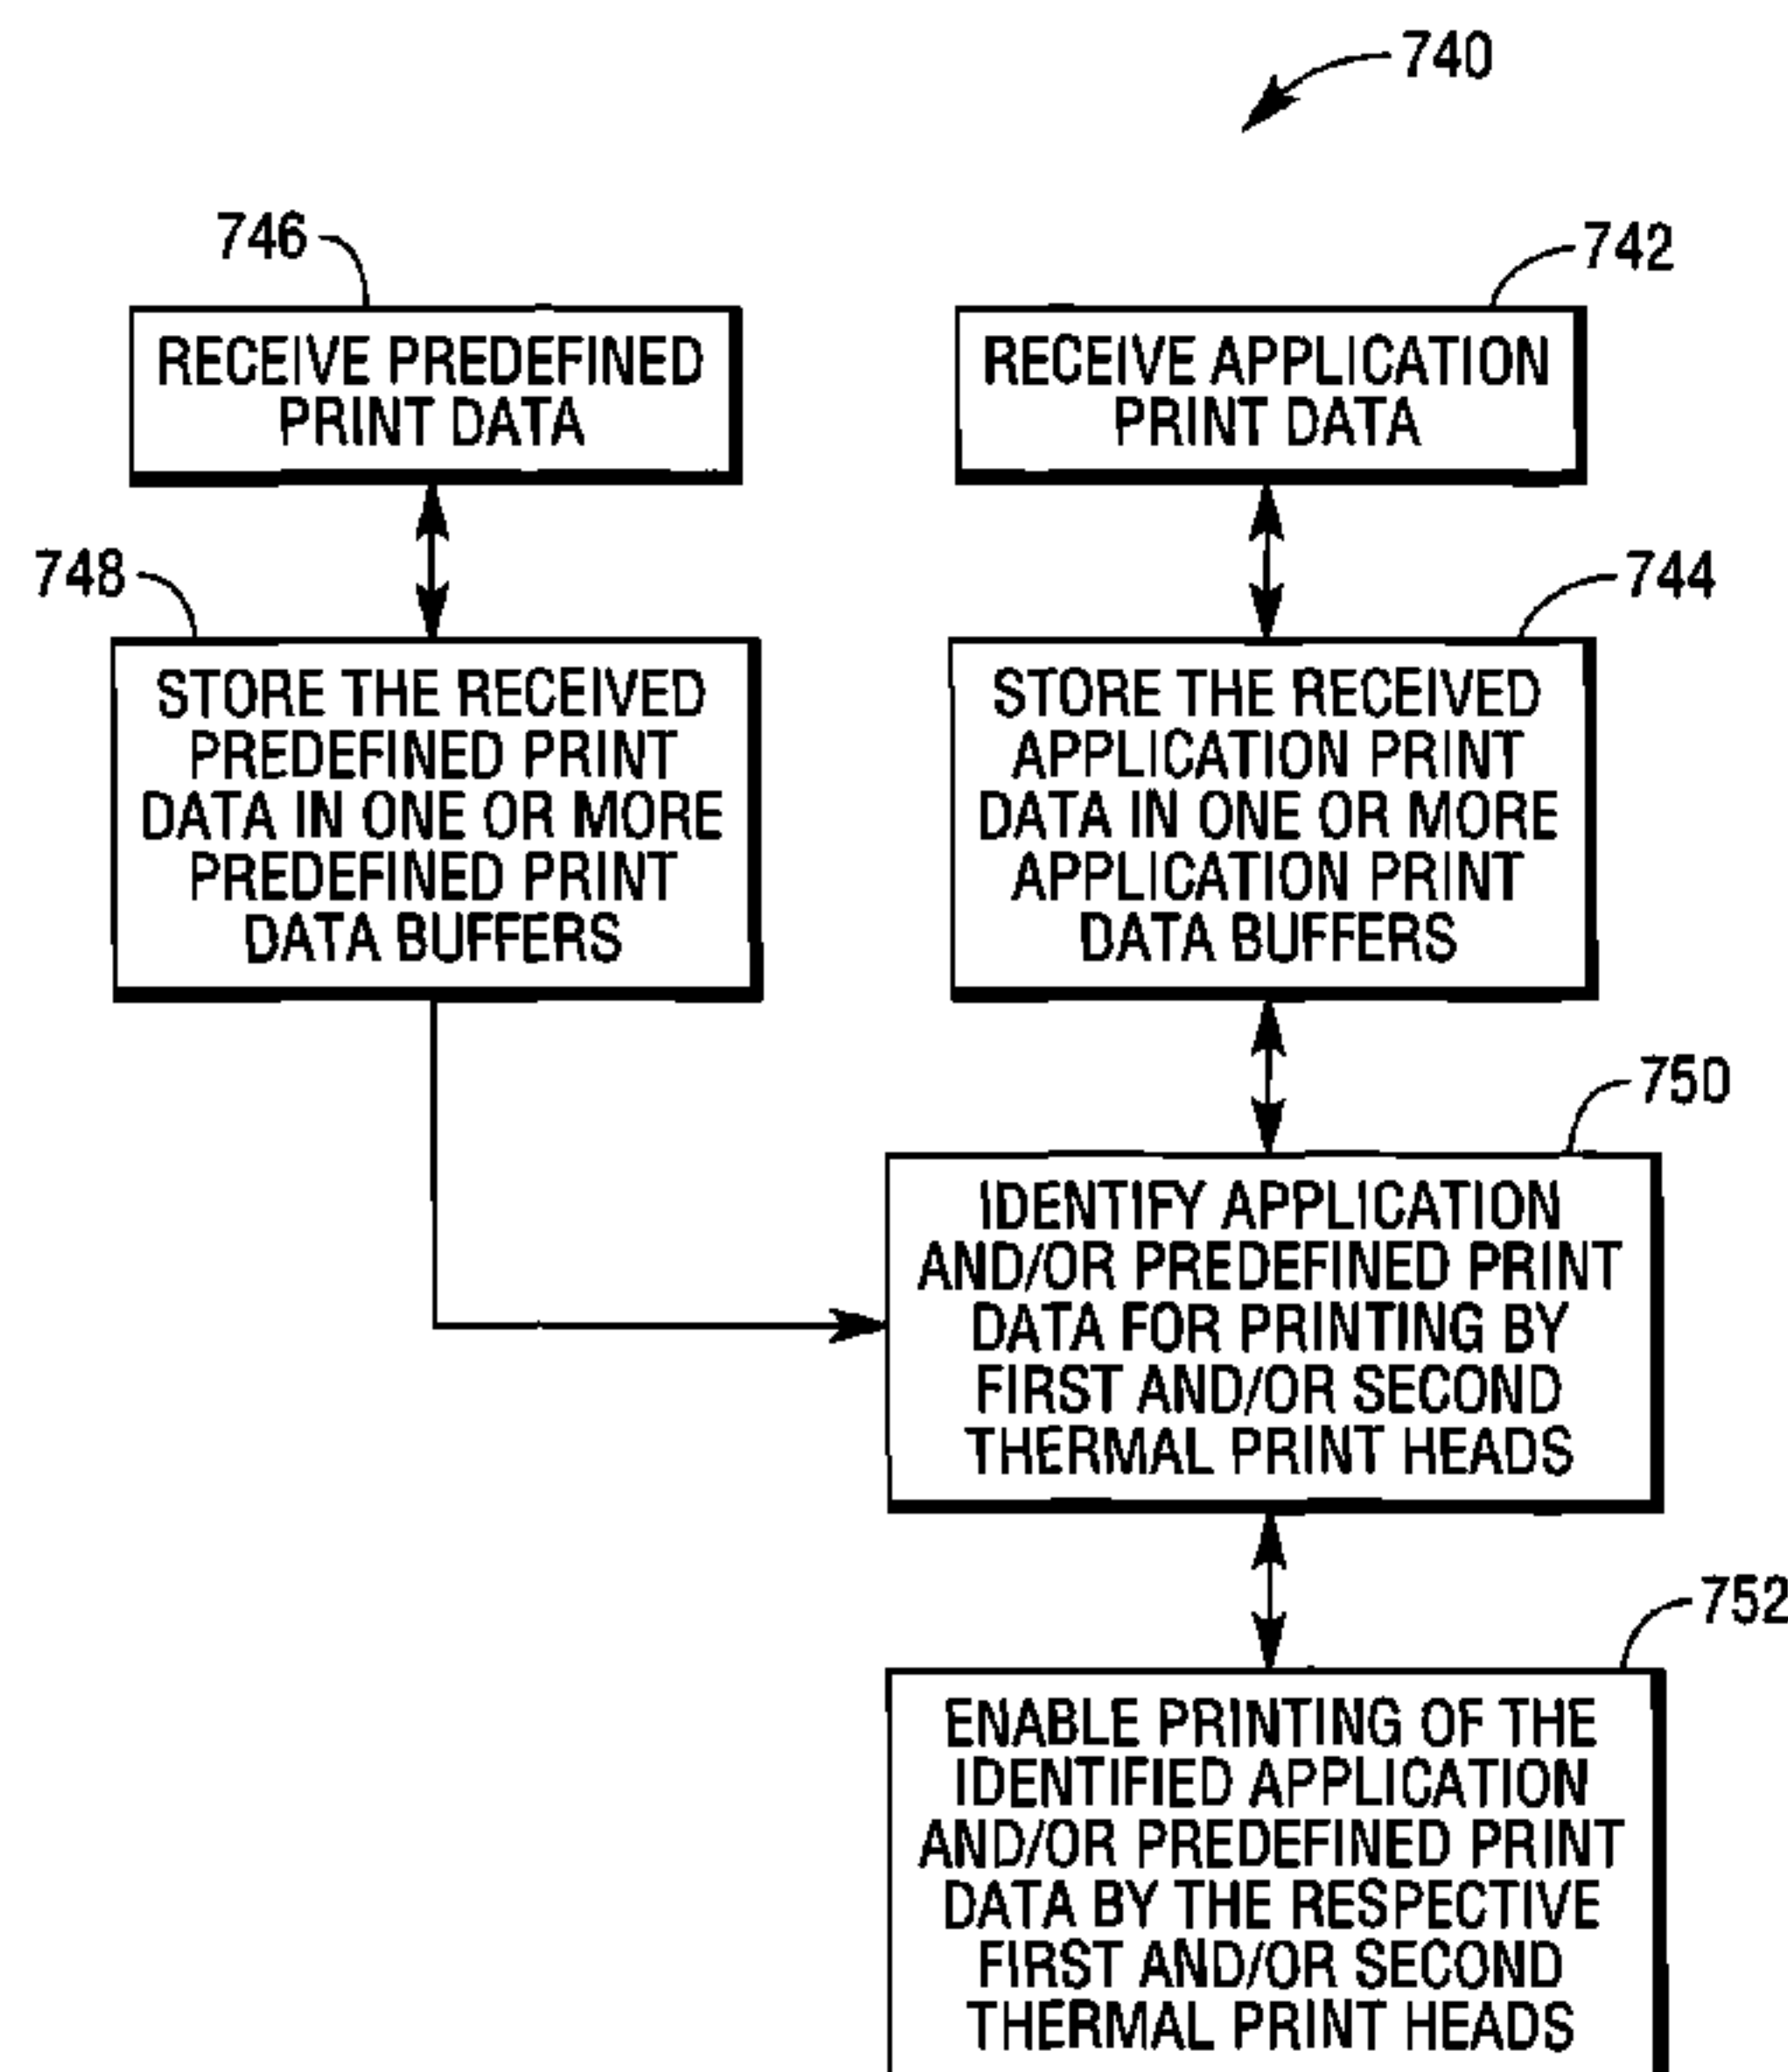 740
746
RECEIVE PREDEFINED
PRINT DATA
742
RECEIVE APPLICATION
PRINT DATA
748
STORE THE RECEIVED
PREDEFINED PRINT
DATA IN ONE OR MORE
PREDEFINED PRINT
DATA BUFFERS
744
STORE THE RECEIVED
APPLICATION PRINT
DATA IN ONE OR MORE
APPLICATION PRINT
DATA BUFFERS
750
IDENTIFY APPLICATION
AND/OR PREDEFINED PRINT
DATA FOR PRINTING BY
FIRST AND/OR SECOND
THERMAL PRINT HEADS
752
ENABLE PRINTING OF THE
IDENTIFIED APPLICATION
AND/OR PREDEFINED PRINT
DATA BY THE RESPECTIVE
FIRST AND/OR SECOND
THERMAL PRINT HEADS